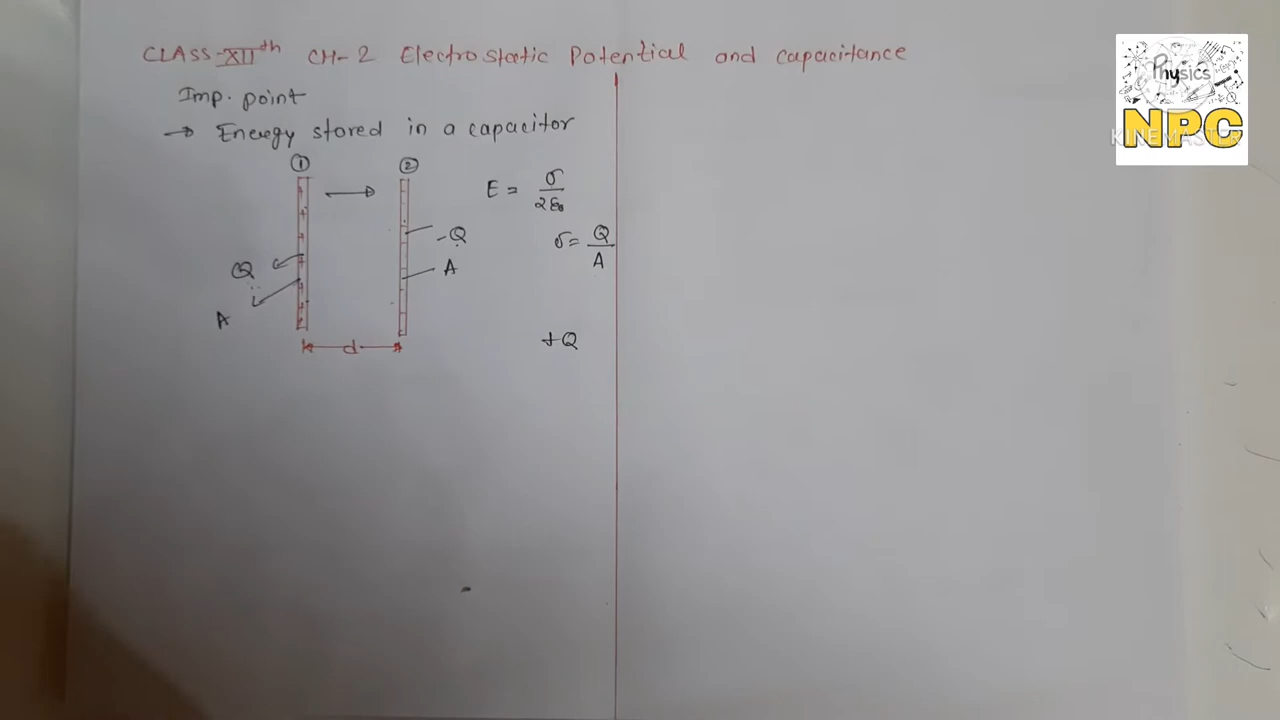 CLASS-XIIth CH-2 Electrostatic Potential and capacitance
Imp. point
→ Energy stored in a capacitor
① ②
E = σ/2ε₀
-Q
σ = Q/A
Q
A
A
+Q
d
Physics
NPC
KINEMASTER